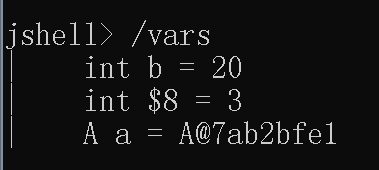 jshell> /vars
|    int b = 20
|    int $8 = 3
|    A a = A@7ab2bfe1